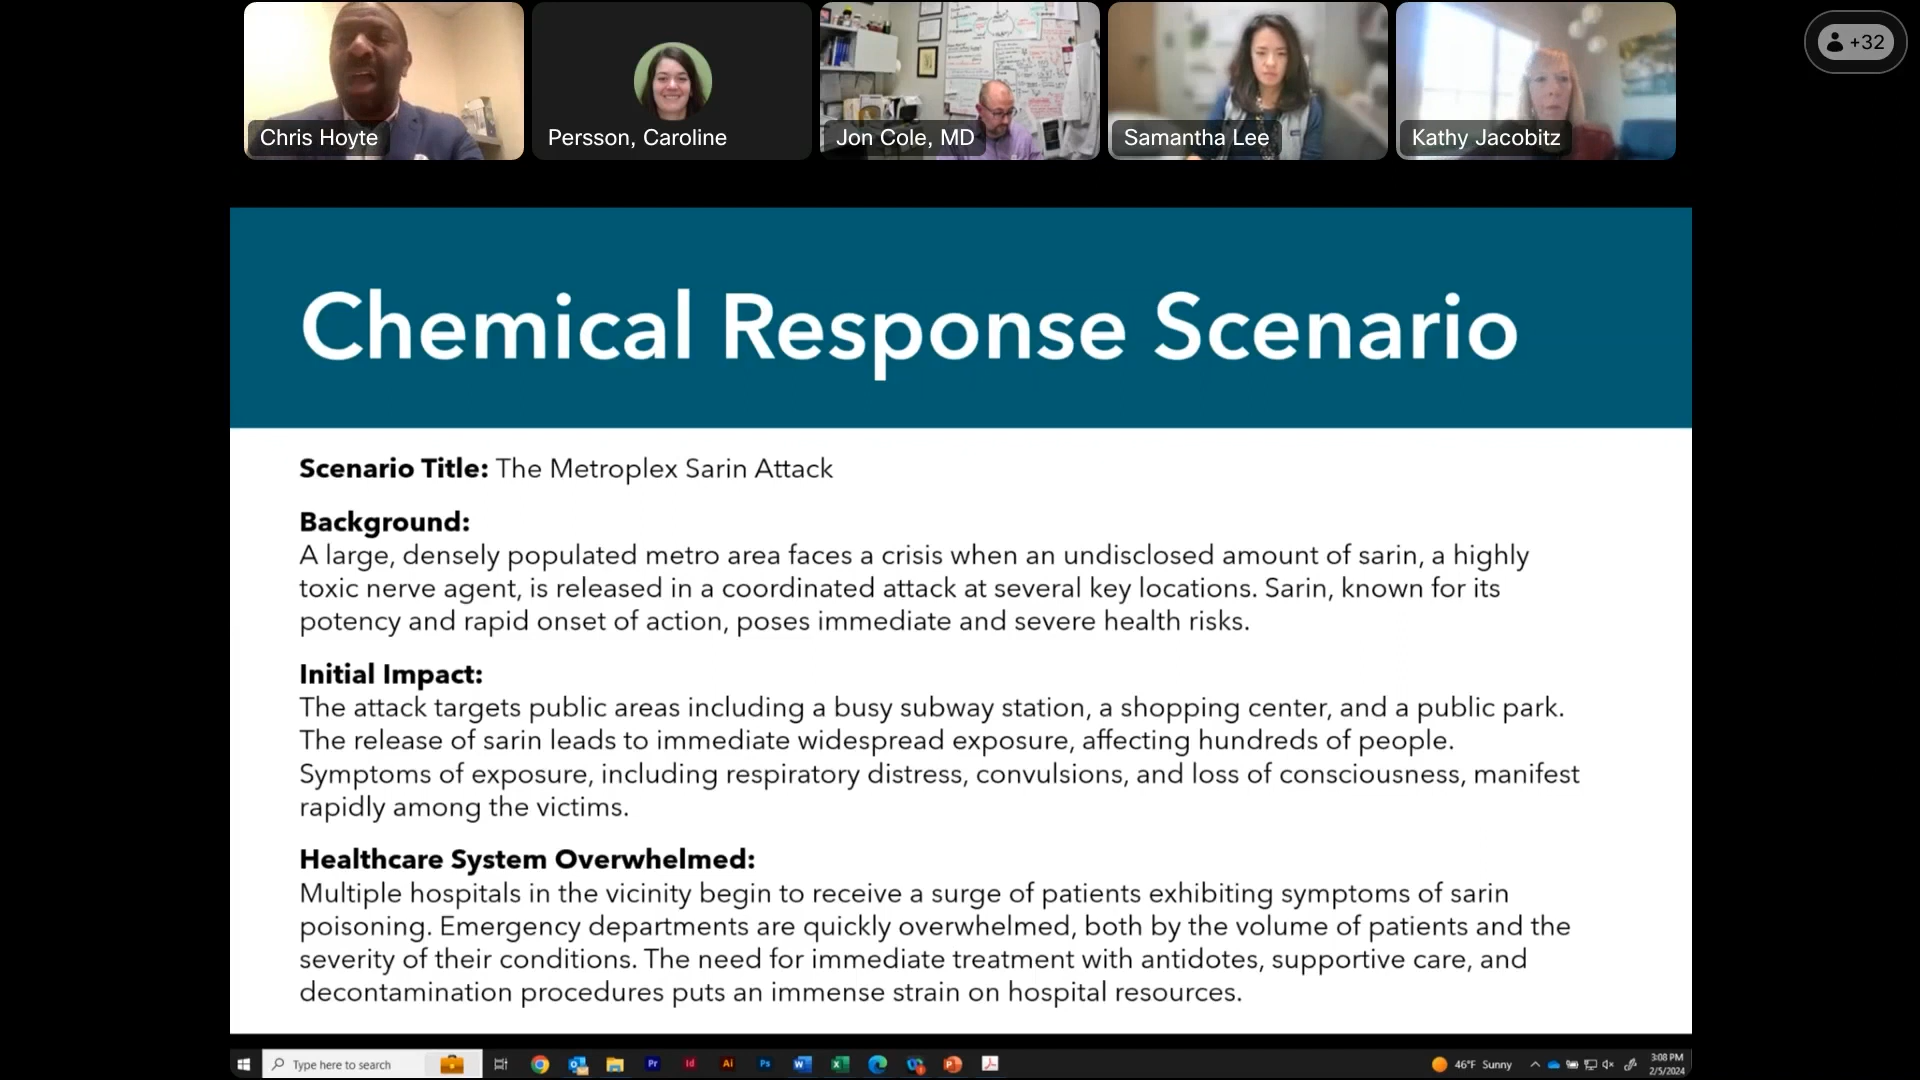 Chris Hoyte
Persson, Caroline
Jon Cole, MD
Samantha Lee
Kathy Jacobitz
+32
Chemical Response Scenario
Scenario Title: The Metroplex Sarin Attack
Background:
A large, densely populated metro area faces a crisis when an undisclosed amount of sarin, a highly
toxic nerve agent, is released in a coordinated attack at several key locations. Sarin, known for its
potency and rapid onset of action, poses immediate and severe health risks.
Initial Impact:
The attack targets public areas including a busy subway station, a shopping center, and a public park.
The release of sarin leads to immediate widespread exposure, affecting hundreds of people.
Symptoms of exposure, including respiratory distress, convulsions, and loss of consciousness, manifest
rapidly among the victims.
Healthcare System Overwhelmed:
Multiple hospitals in the vicinity begin to receive a surge of patients exhibiting symptoms of sarin
poisoning. Emergency departments are quickly overwhelmed, both by the volume of patients and the
severity of their conditions. The need for immediate treatment with antidotes, supportive care, and
decontamination procedures puts an immense strain on hospital resources.
Type here to search
Pr
Id
Ai
Ps
46°F Sunny
3:08 PM
2/5/2024